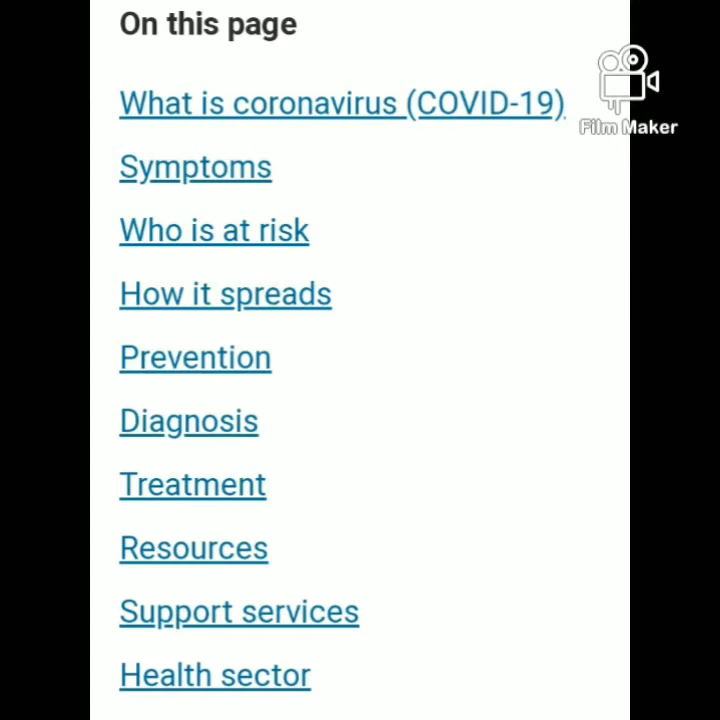 On this page
What is coronavirus (COVID-19)
Film Maker
Symptoms
Who is at risk
How it spreads
Prevention
Diagnosis
Treatment
Resources
Support services
Health sector